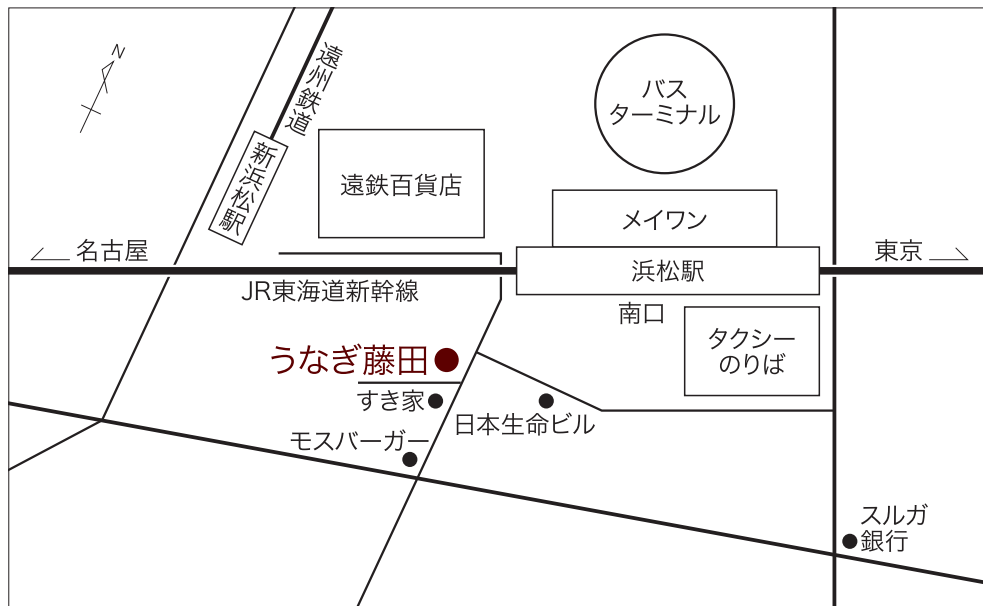 N
遠州鉄道
バス
ターミナル
新浜松駅
遠鉄百貨店
メイワン
名古屋
東京
浜松駅
JR東海道新幹線
南口
タクシー
のりば
うなぎ藤田
すき家
日本生命ビル
モスバーガー
スルガ
銀行